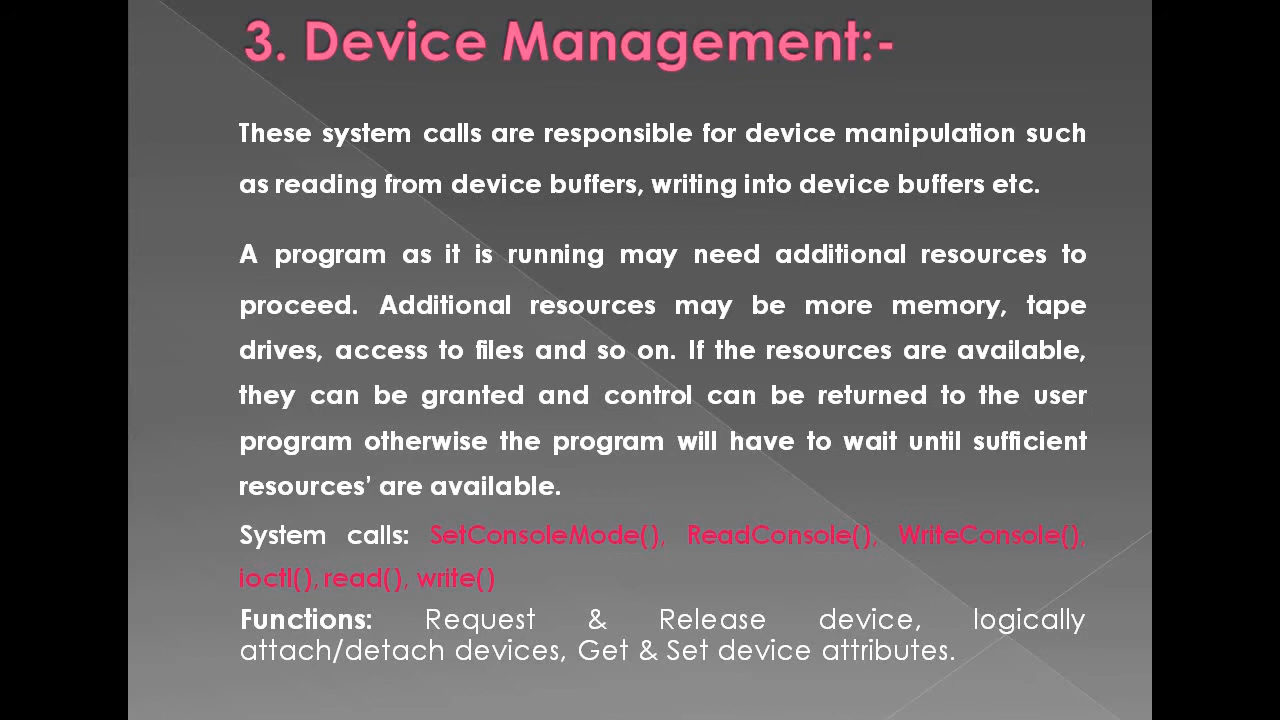 3. Device Management:-
These system calls are responsible for device manipulation such
as reading from device buffers, writing into device buffers etc.
A program as it is running may need additional resources to
proceed. Additional resources may be more memory, tape
drives, access to files and so on. If the resources are available,
they can be granted and control can be returned to the user
program otherwise the program will have to wait until sufficient
resources’ are available.
System calls: SetConsoleMode(), ReadConsole(), WriteConsole(),
ioctl(), read(), write()
Functions: Request & Release device, logically
attach/detach devices, Get & Set device attributes.